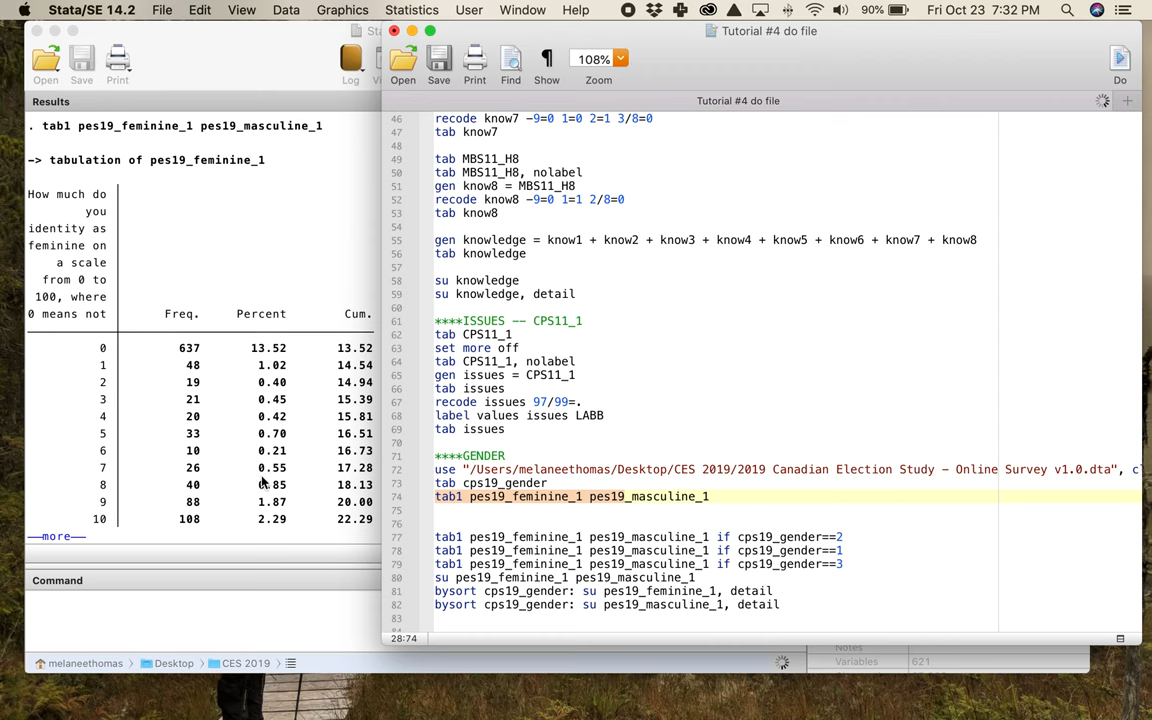 Stata/SE 14.2 File Edit View Data Graphics Statistics User Window Help 90% Fri Oct 23 7:32 PM
Open Save Print Log
Results
. tab1 pes19_feminine_1 pes19_masculine_1
-> tabulation of pes19_feminine_1
How much do
you
identity as
feminine on
a scale
from 0 to
100, where
0 means not Freq. Percent Cum.
0 637 13.52 13.52
1 48 1.02 14.54
2 19 0.40 14.94
3 21 0.45 15.39
4 20 0.42 15.81
5 33 0.70 16.51
6 10 0.21 16.73
7 26 0.55 17.28
8 40 0.85 18.13
9 88 1.87 20.00
10 108 2.29 22.29
—more—
Command
melaneethomas Desktop CES 2019
Tutorial #4 do file
Open Save Print Find Show 108% Zoom Do
Tutorial #4 do file
46 recode know7 -9=0 1=0 2=1 3/8=0
47 tab know7
48
49 tab MBS11_H8
50 tab MBS11_H8, nolabel
51 gen know8 = MBS11_H8
52 recode know8 -9=0 1=1 2/8=0
53 tab know8
54
55 gen knowledge = know1 + know2 + know3 + know4 + know5 + know6 + know7 + know8
56 tab knowledge
57
58 su knowledge
59 su knowledge, detail
60
61 ****ISSUES -- CPS11_1
62 tab CPS11_1
63 set more off
64 tab CPS11_1, nolabel
65 gen issues = CPS11_1
66 tab issues
67 recode issues 97/99=.
68 label values issues LABB
69 tab issues
70
71 ****GENDER
72 use "/Users/melaneethomas/Desktop/CES 2019/2019 Canadian Election Study - Online Survey v1.0.dta", c
73 tab cps19_gender
74 tab1 pes19_feminine_1 pes19_masculine_1
75
76
77 tab1 pes19_feminine_1 pes19_masculine_1 if cps19_gender==2
78 tab1 pes19_feminine_1 pes19_masculine_1 if cps19_gender==1
79 tab1 pes19_feminine_1 pes19_masculine_1 if cps19_gender==3
80 su pes19_feminine_1 pes19_masculine_1
81 bysort cps19_gender: su pes19_feminine_1, detail
82 bysort cps19_gender: su pes19_masculine_1, detail
83
28:74
Notes
Variables 621